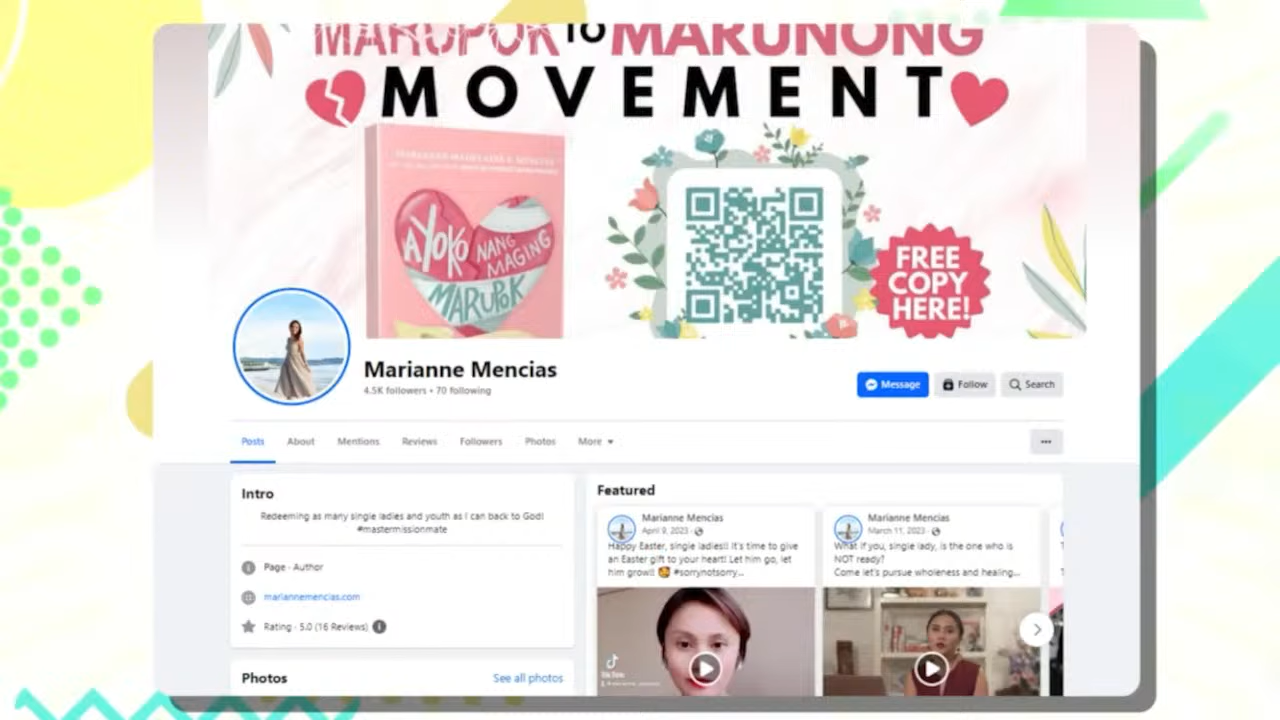 MARUPOK TO MARUNONG
MOVEMENT
AYOKO
NANG
MAGING
MARUPOK
FREE
COPY
HERE!
Marianne Mencias
4.5K followers • 70 following
Message
Follow
Search
Posts
About
Mentions
Reviews
Followers
Photos
More
Intro
Redeeming as many single ladies and youth as I can back to God!
#mastermissionmate
Page · Author
mariannemencias.com
Rating · 5.0 (16 Reviews)
Photos
See all photos
Featured
Marianne Mencias
April 9, 2023 ·
Happy Easter, single ladies!! It's time to give
an Easter gift to your heart! Let him go, let
him grow!! 🥰 #sorrynotsorry...
Marianne Mencias
March 11, 2023 ·
What if you, single lady, is the one who is
NOT ready?
Come let's pursue wholeness and healing...
TikTok